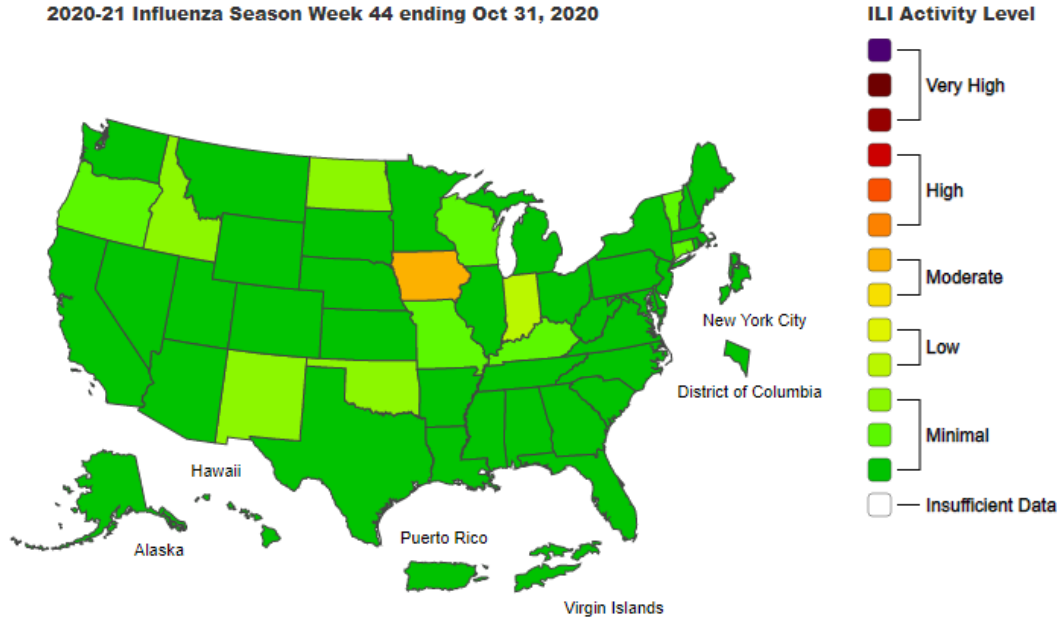 2020-21 Influenza Season Week 44 ending Oct 31, 2020
ILI Activity Level
Very High
High
Moderate
Low
Minimal
Insufficient Data
New York City
District of Columbia
Hawaii
Alaska
Puerto Rico
Virgin Islands